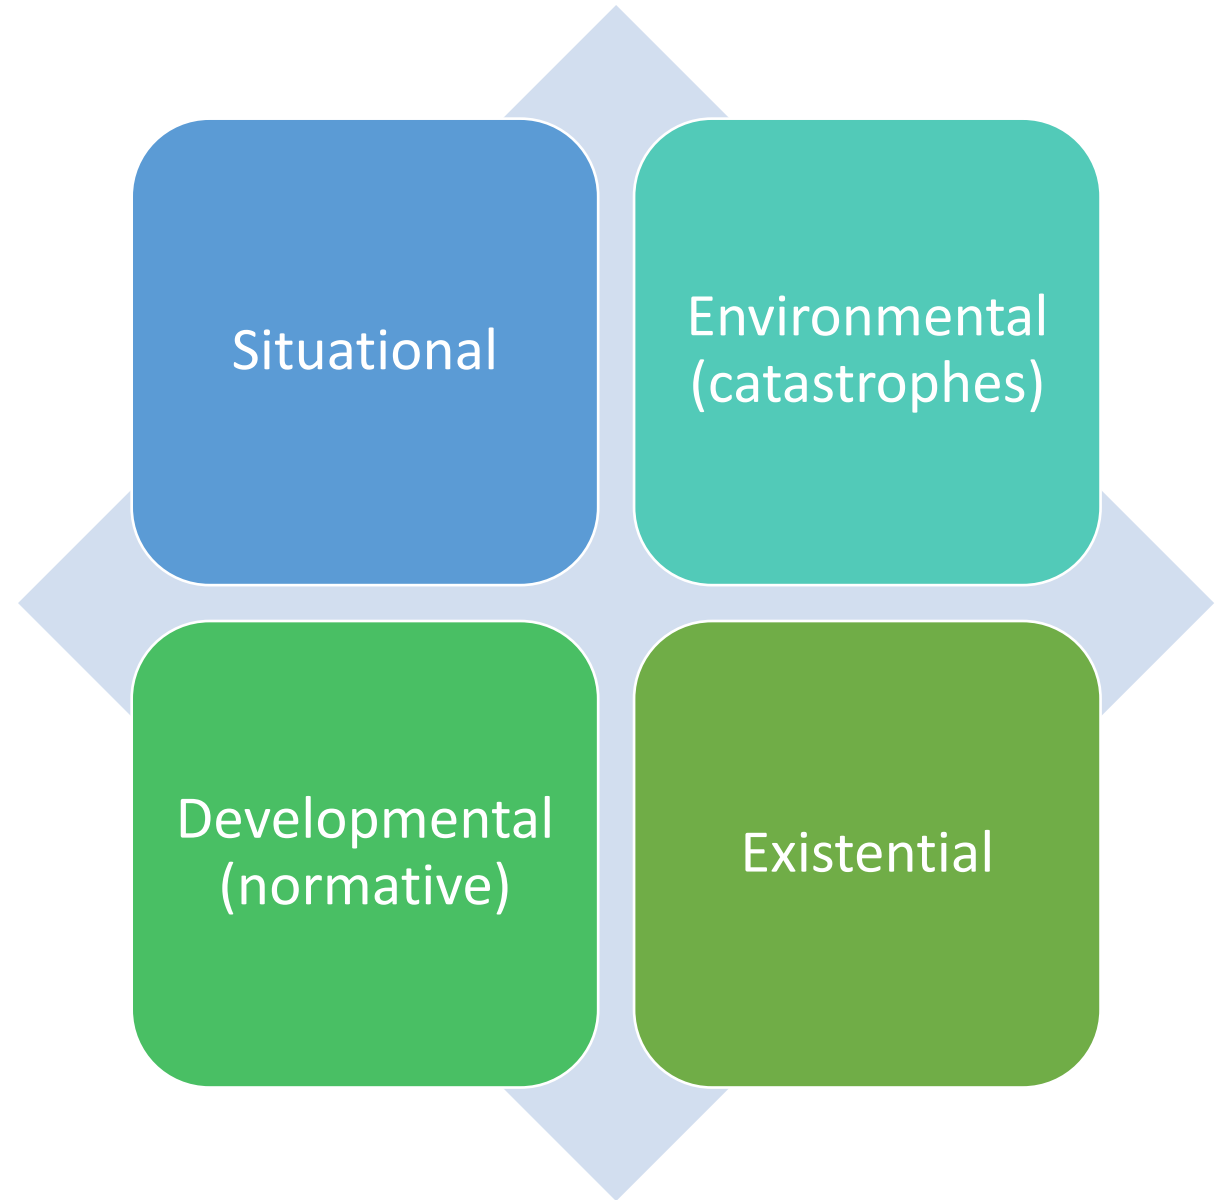 Situational
Environmental
(catastrophes)
Developmental
(normative)
Existential